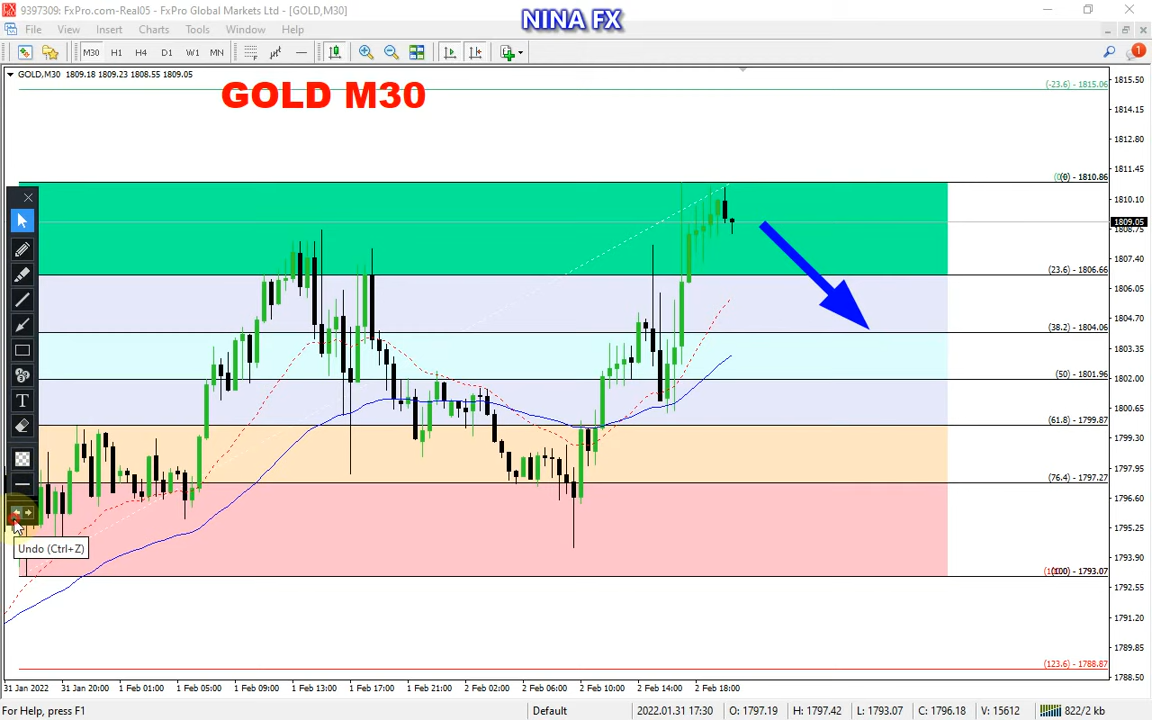 9397309: FxPro.com-Real05 - FxPro Global Markets Ltd - [GOLD,M30]
NINA FX
File View Insert Charts Tools Window Help
M30 H1 H4 D1 W1 MN
1
GOLD,M30 1809.18 1809.23 1808.55 1809.05
GOLD M30
1815.50
(-23.6) - 1815.06
1814.15
1812.80
1811.45
(0) - 1810.86
1810.10
1809.05
1808.75
1807.40
(23.6) - 1806.66
1806.05
1804.70
(38.2) - 1804.06
1803.35
(50) - 1801.96
1802.00
1800.65
(61.8) - 1799.87
1799.30
1797.95
(76.4) - 1797.27
1796.60
1795.25
1793.90
(100) - 1793.07
1792.55
1791.20
1789.85
(123.6) - 1788.87
1788.50
T
Undo (Ctrl+Z)
31 Jan 2022 31 Jan 20:00 1 Feb 01:00 1 Feb 05:00 1 Feb 09:00 1 Feb 13:00 1 Feb 17:00 1 Feb 21:00 2 Feb 02:00 2 Feb 06:00 2 Feb 10:00 2 Feb 14:00 2 Feb 18:00
For Help, press F1 Default 2022.01.31 17:30 O: 1797.19 H: 1797.42 L: 1793.07 C: 1796.18 V: 15612 822/2 kb